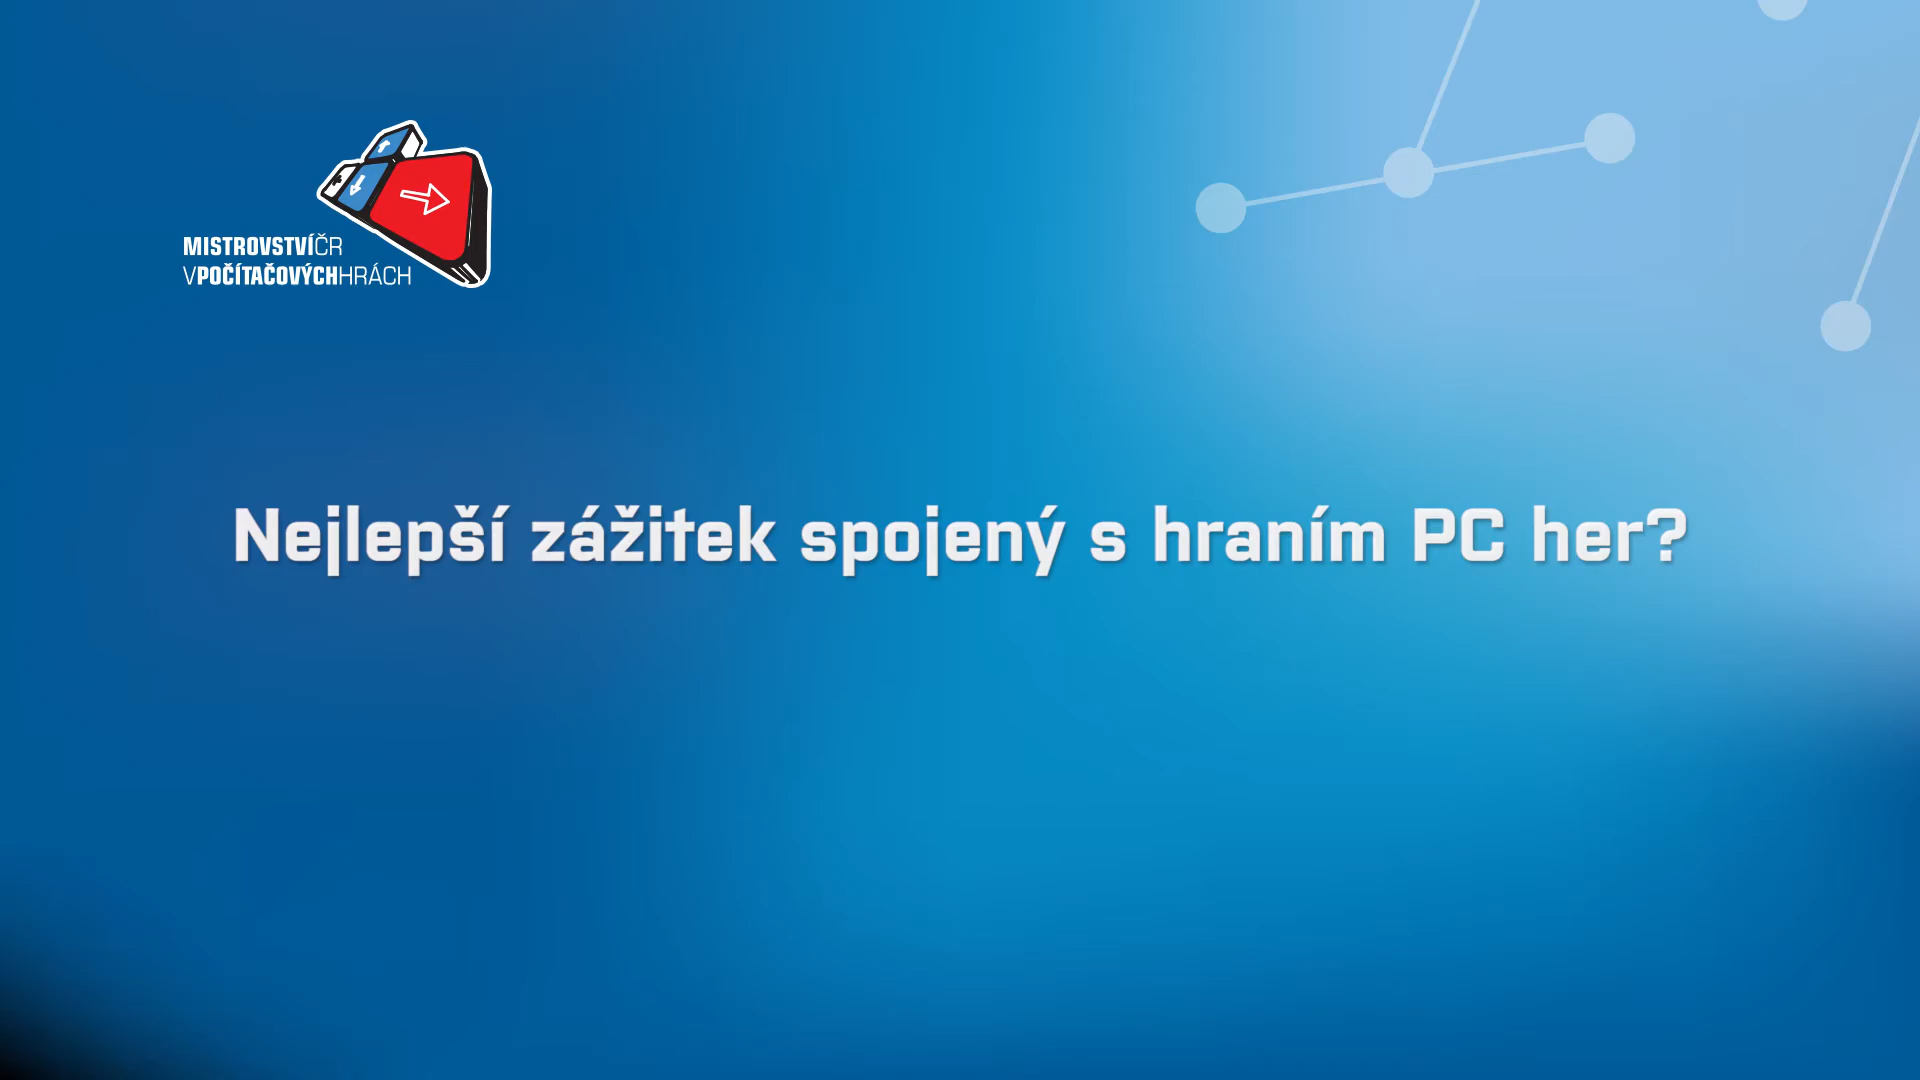 MISTROVSTVÍČR
VPOČÍTAČOVÝCHHRÁCH
Nejlepší zážitek spojený s hraním PC her?